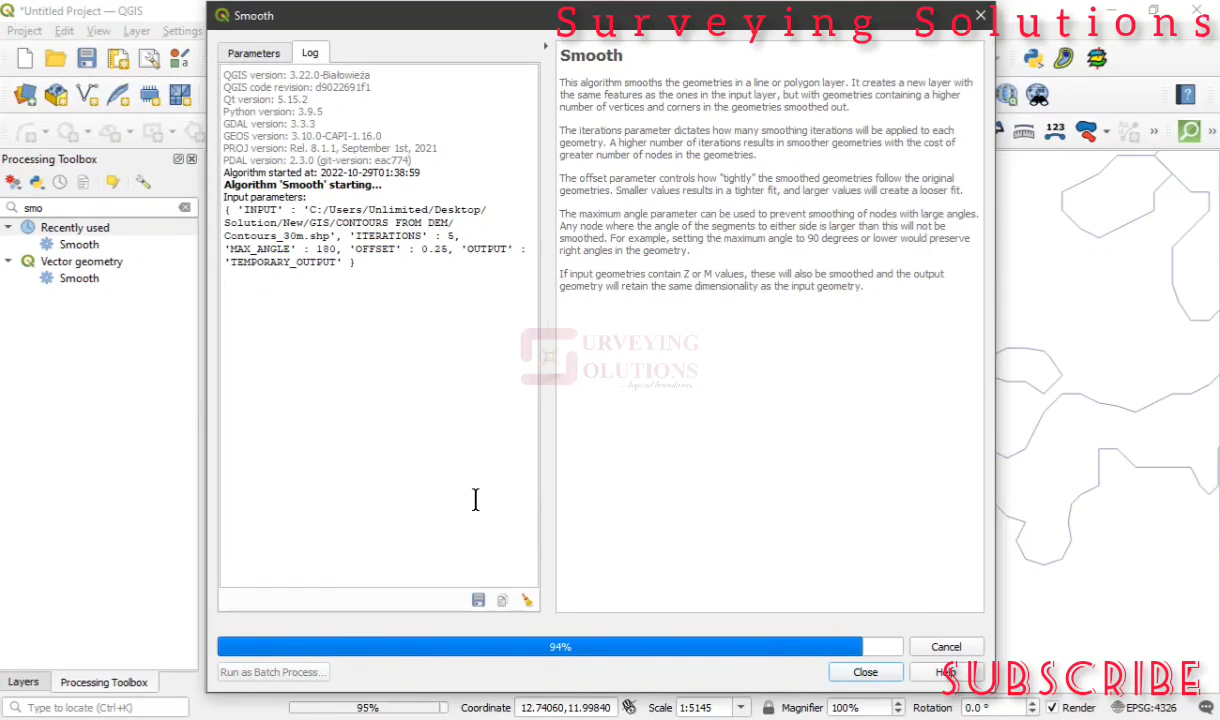 *Untitled Project — QGIS
Project Edit View Layer Settings
Surveying Solutions
Smooth
Parameters Log
QGIS version: 3.22.0-Białowieża
QGIS code revision: d9022691f1
Qt version: 5.15.2
Python version: 3.9.5
GDAL version: 3.3.3
GEOS version: 3.10.0-CAPI-1.16.0
PROJ version: Rel. 8.1.1, September 1st, 2021
PDAL version: 2.3.0 (git-version: eac774)
Algorithm started at: 2022-10-29T01:38:59
Algorithm 'Smooth' starting…
Input parameters:
{ 'INPUT' : 'C:/Users/Unlimited/Desktop/
Solution/New/GIS/CONTOURS FROM DEM/
Contours_30m.shp', 'ITERATIONS' : 5,
'MAX_ANGLE' : 180, 'OFFSET' : 0.25, 'OUTPUT' :
'TEMPORARY_OUTPUT' }
Smooth
This algorithm smooths the geometries in a line or polygon layer. It creates a new layer with
the same features as the ones in the input layer, but with geometries containing a higher
number of vertices and corners in the geometries smoothed out.
The iterations parameter dictates how many smoothing iterations will be applied to each
geometry. A higher number of iterations results in smoother geometries with the cost of
greater number of nodes in the geometries.
The offset parameter controls how "tightly" the smoothed geometries follow the original
geometries. Smaller values results in a tighter fit, and larger values will create a looser fit.
The maximum angle parameter can be used to prevent smoothing of nodes with large angles.
Any node where the angle of the segments to either side is larger than this will not be
smoothed. For example, setting the maximum angle to 90 degrees or lower would preserve
right angles in the geometry.
If input geometries contain Z or M values, these will also be smoothed and the output
geometry will retain the same dimensionality as the input geometry.
123
Processing Toolbox
smo
Recently used
Smooth
Vector geometry
Smooth
SURVEYING
SOLUTIONS
...beyond boundaries
94%
Cancel
Run as Batch Process...
Close
Help
SUBSCRIBE
Layers Processing Toolbox
Type to locate (Ctrl+K) 95% Coordinate 12.74060,11.99840 Scale 1:5145 Magnifier 100% Rotation 0.0 ° Render EPSG:4326